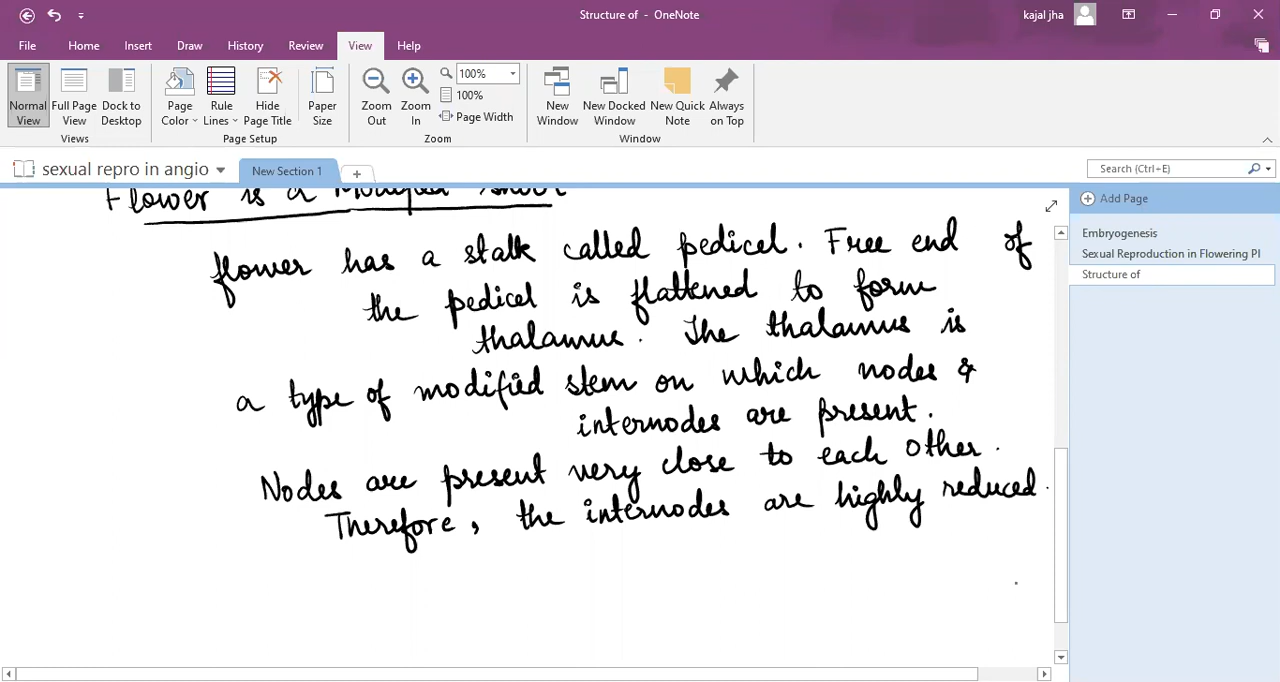 Structure of - OneNote
kajal jha
File Home Insert Draw History Review View Help
Normal View
Full Page View
Dock to Desktop
Views
Page Color
Rule Lines
Hide Page Title
Paper Size
Page Setup
Zoom Out
Zoom In
100%
100%
Page Width
Zoom
New Window
New Docked Window
New Quick Note
Always on Top
Window
sexual repro in angio
New Section 1
Search (Ctrl+E)
Add Page
Embryogenesis
Sexual Reproduction in Flowering Pl
Structure of
Flower is a Modified Shoot
flower has a stalk called pedicel. Free end of
the pedicel is flattened to form
thalamus. The thalamus is
a type of modified stem on which nodes &
internodes are present.
Nodes are present very close to each other.
Therefore, the internodes are highly reduced.